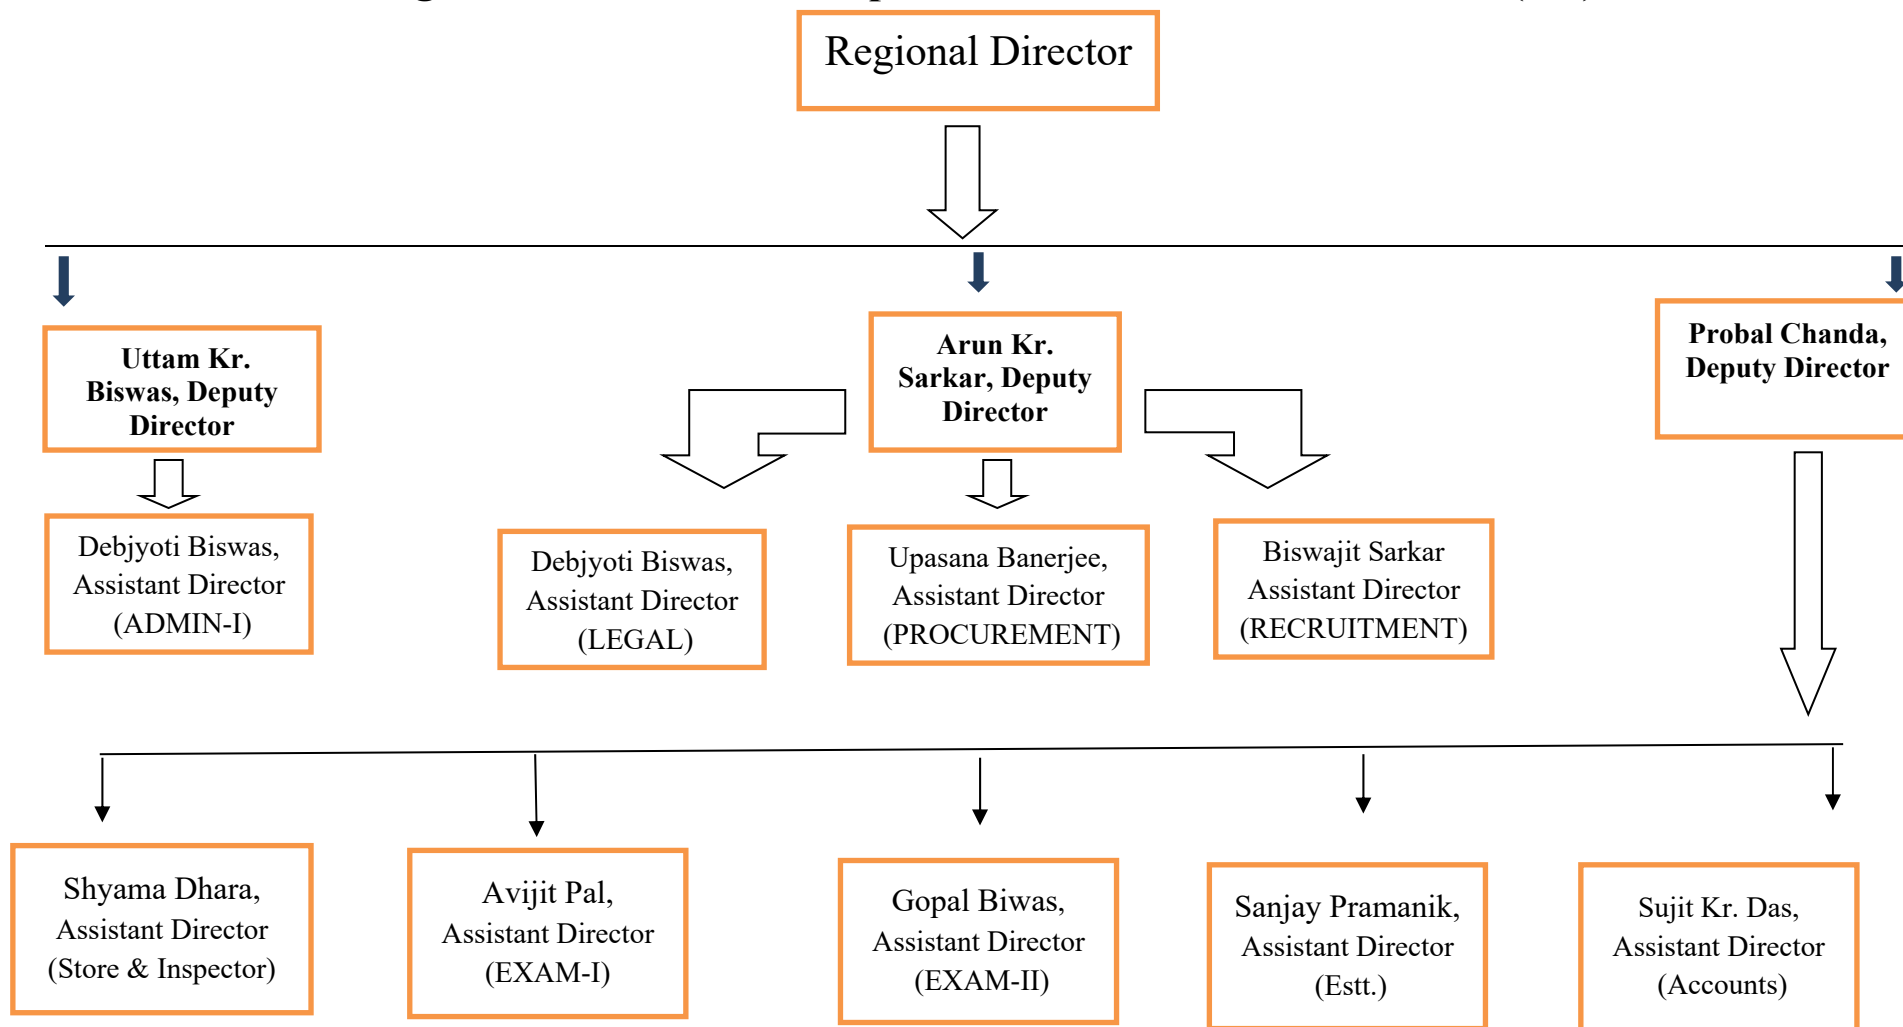 Regional Director
Uttam Kr.
Biswas, Deputy
Director
Arun Kr.
Sarkar, Deputy
Director
Probal Chanda,
Deputy Director
Debjyoti Biswas,
Assistant Director
(ADMIN-I)
Debjyoti Biswas,
Assistant Director
(LEGAL)
Upasana Banerjee,
Assistant Director
(PROCUREMENT)
Biswajit Sarkar
Assistant Director
(RECRUITMENT)
Shyama Dhara,
Assistant Director
(Store & Inspector)
Avijit Pal,
Assistant Director
(EXAM-I)
Gopal Biwas,
Assistant Director
(EXAM-II)
Sanjay Pramanik,
Assistant Director
(Estt.)
Sujit Kr. Das,
Assistant Director
(Accounts)